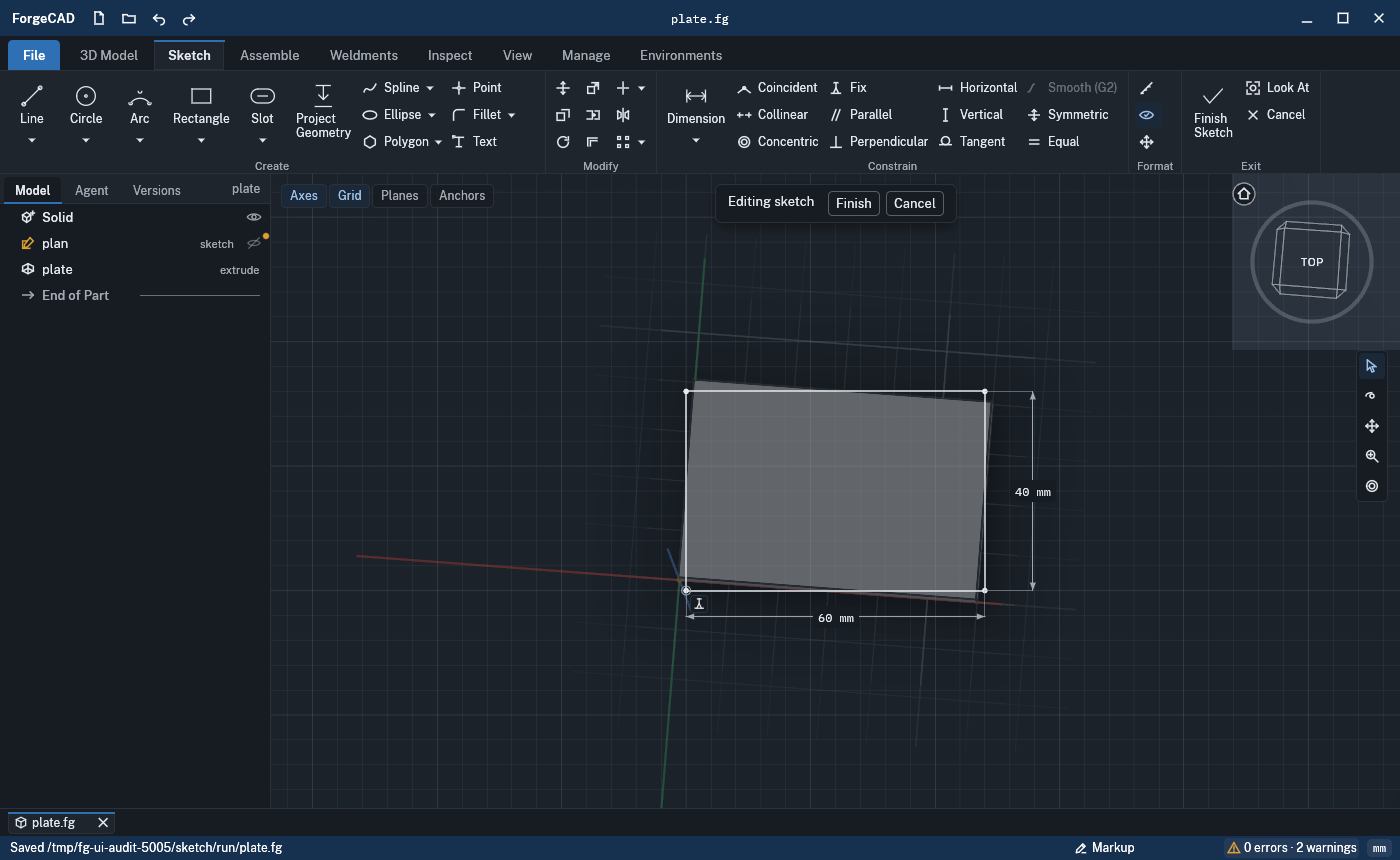 ForgeCAD
plate.fg
File
3D Model
Sketch
Assemble
Weldments
Inspect
View
Manage
Environments
Line
Circle
Arc
Rectangle
Slot
Project Geometry
Spline
Ellipse
Polygon
Point
Fillet
Text
Create
Modify
Dimension
Coincident
Collinear
Concentric
Fix
Parallel
Perpendicular
Horizontal
Vertical
Tangent
Smooth (G2)
Symmetric
Equal
Constrain
Format
Finish Sketch
Look At
Cancel
Exit
Model
Agent
Versions
plate
Solid
plan
sketch
plate
extrude
End of Part
Axes
Grid
Planes
Anchors
Editing sketch
Finish
Cancel
TOP
40 mm
60 mm
plate.fg
Saved /tmp/fg-ui-audit-5005/sketch/run/plate.fg
Markup
0 errors · 2 warnings
mm